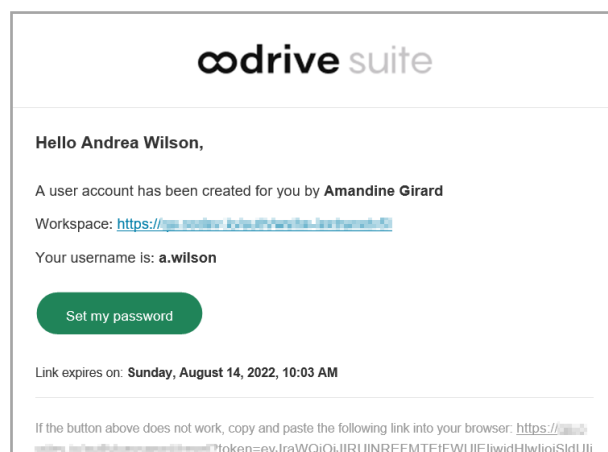 oodrive suite
Hello Andrea Wilson,
A user account has been created for you by Amandine Girard
Workspace: https://
Your username is: a.wilson
Set my password
Link expires on: Sunday, August 14, 2022, 10:03 AM
If the button above does not work, copy and paste the following link into your browser: https://